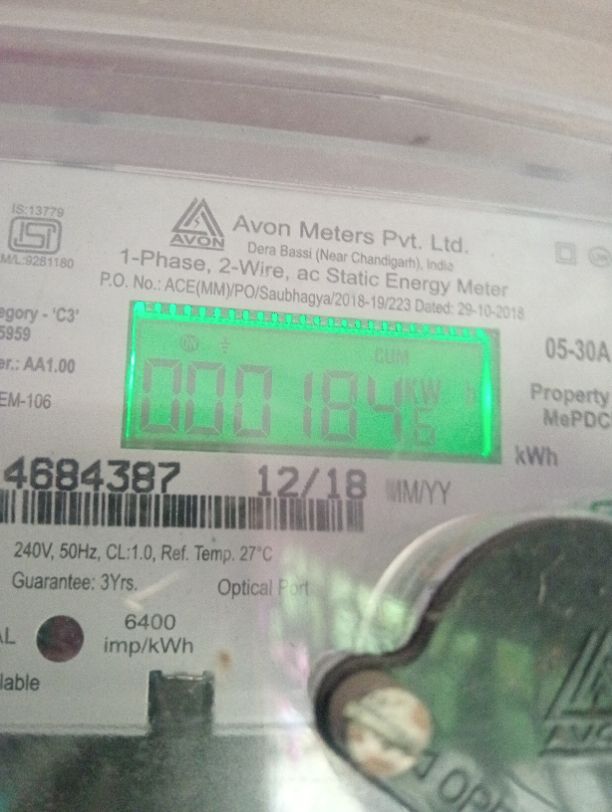 IS:13779
M/L:9281180
AVON
Avon Meters Pvt. Ltd.
Dera Bassi (Near Chandigarh), India
1-Phase, 2-Wire, ac Static Energy Meter
P.O. No.: ACE(MM)/PO/Saubhagya/2018-19/223 Dated: 29-10-2018
egory - 'C3'
5959
er.: AA1.00
EM-106
CUM
0001846
KW h
05-30A
Property
MePDC
kWh
4684387 12/18 MM/YY
240V, 50Hz, CL:1.0, Ref. Temp. 27°C
Guarantee: 3Yrs.
Optical Port
AL
6400
imp/kWh
lable
AVO